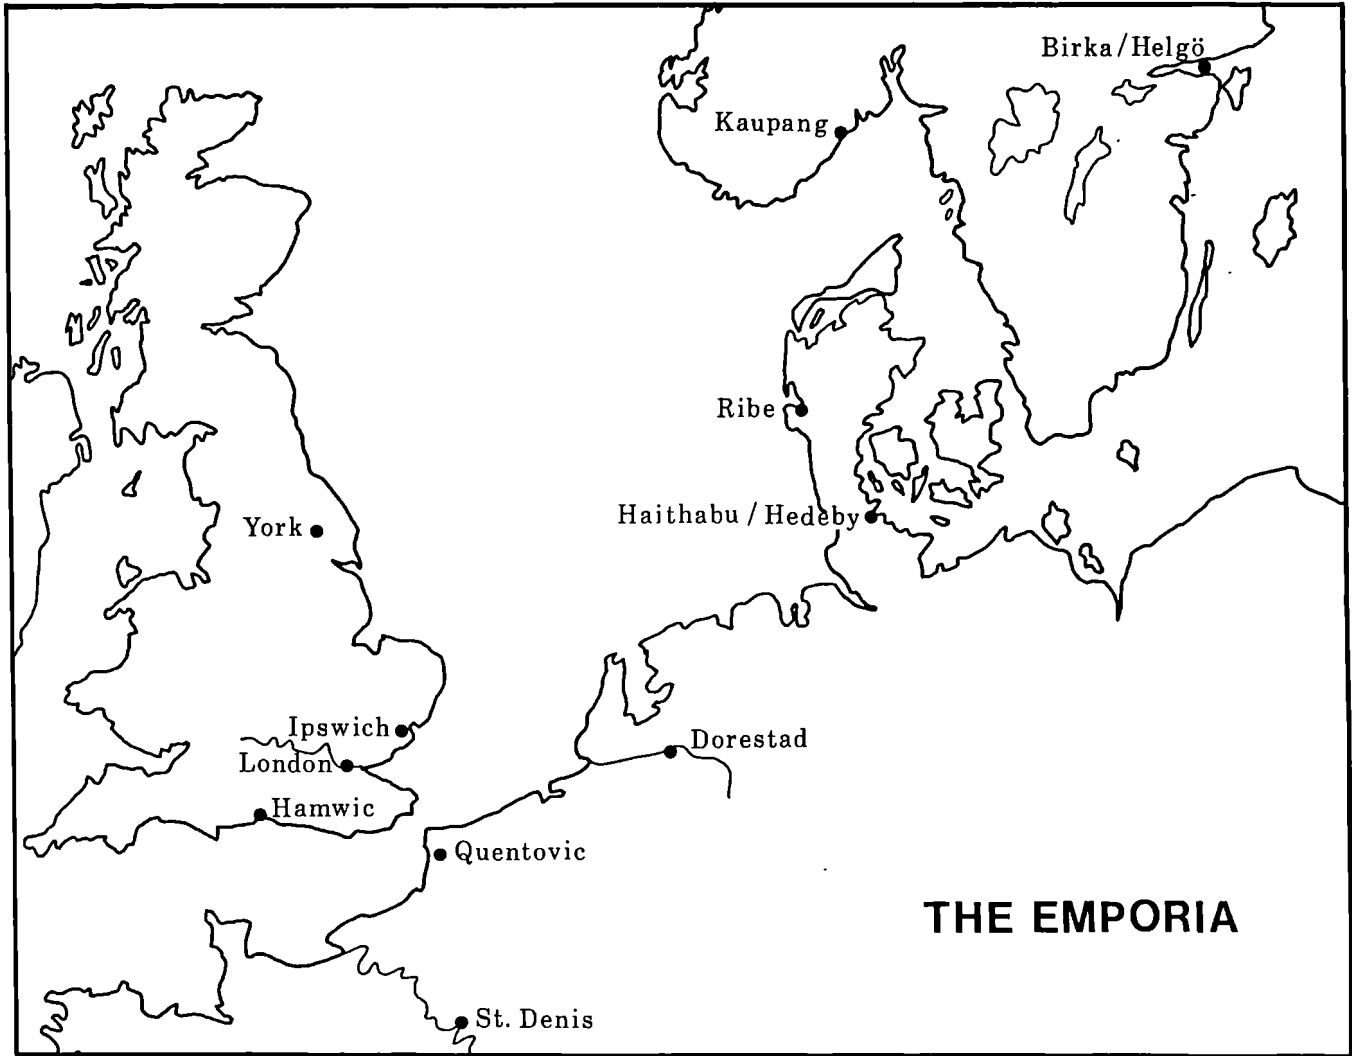 Birka/Helgö
Kaupang
Ribe
Haithabu / Hedeby
York
Ipswich
Dorestad
London
Hamwic
Quentovic
THE EMPORIA
St. Denis